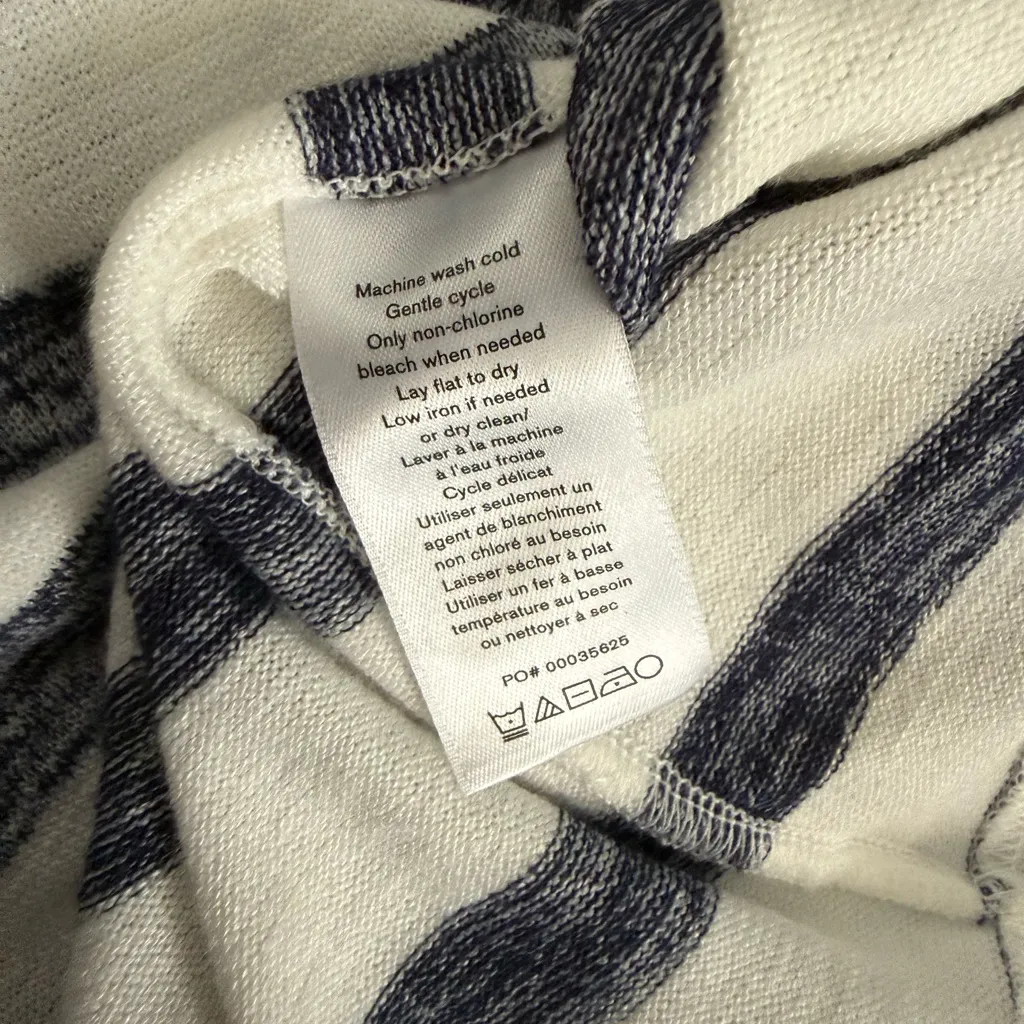 Machine wash cold
Gentle cycle
Only non-chlorine
bleach when needed
Lay flat to dry
Low iron if needed
or dry clean/
Laver à la machine
à l'eau froide
Cycle délicat
Utiliser seulement un
agent de blanchiment
non chloré au besoin
Laisser sécher à plat
Utiliser un fer à basse
température au besoin
ou nettoyer à sec
PO# 00035625